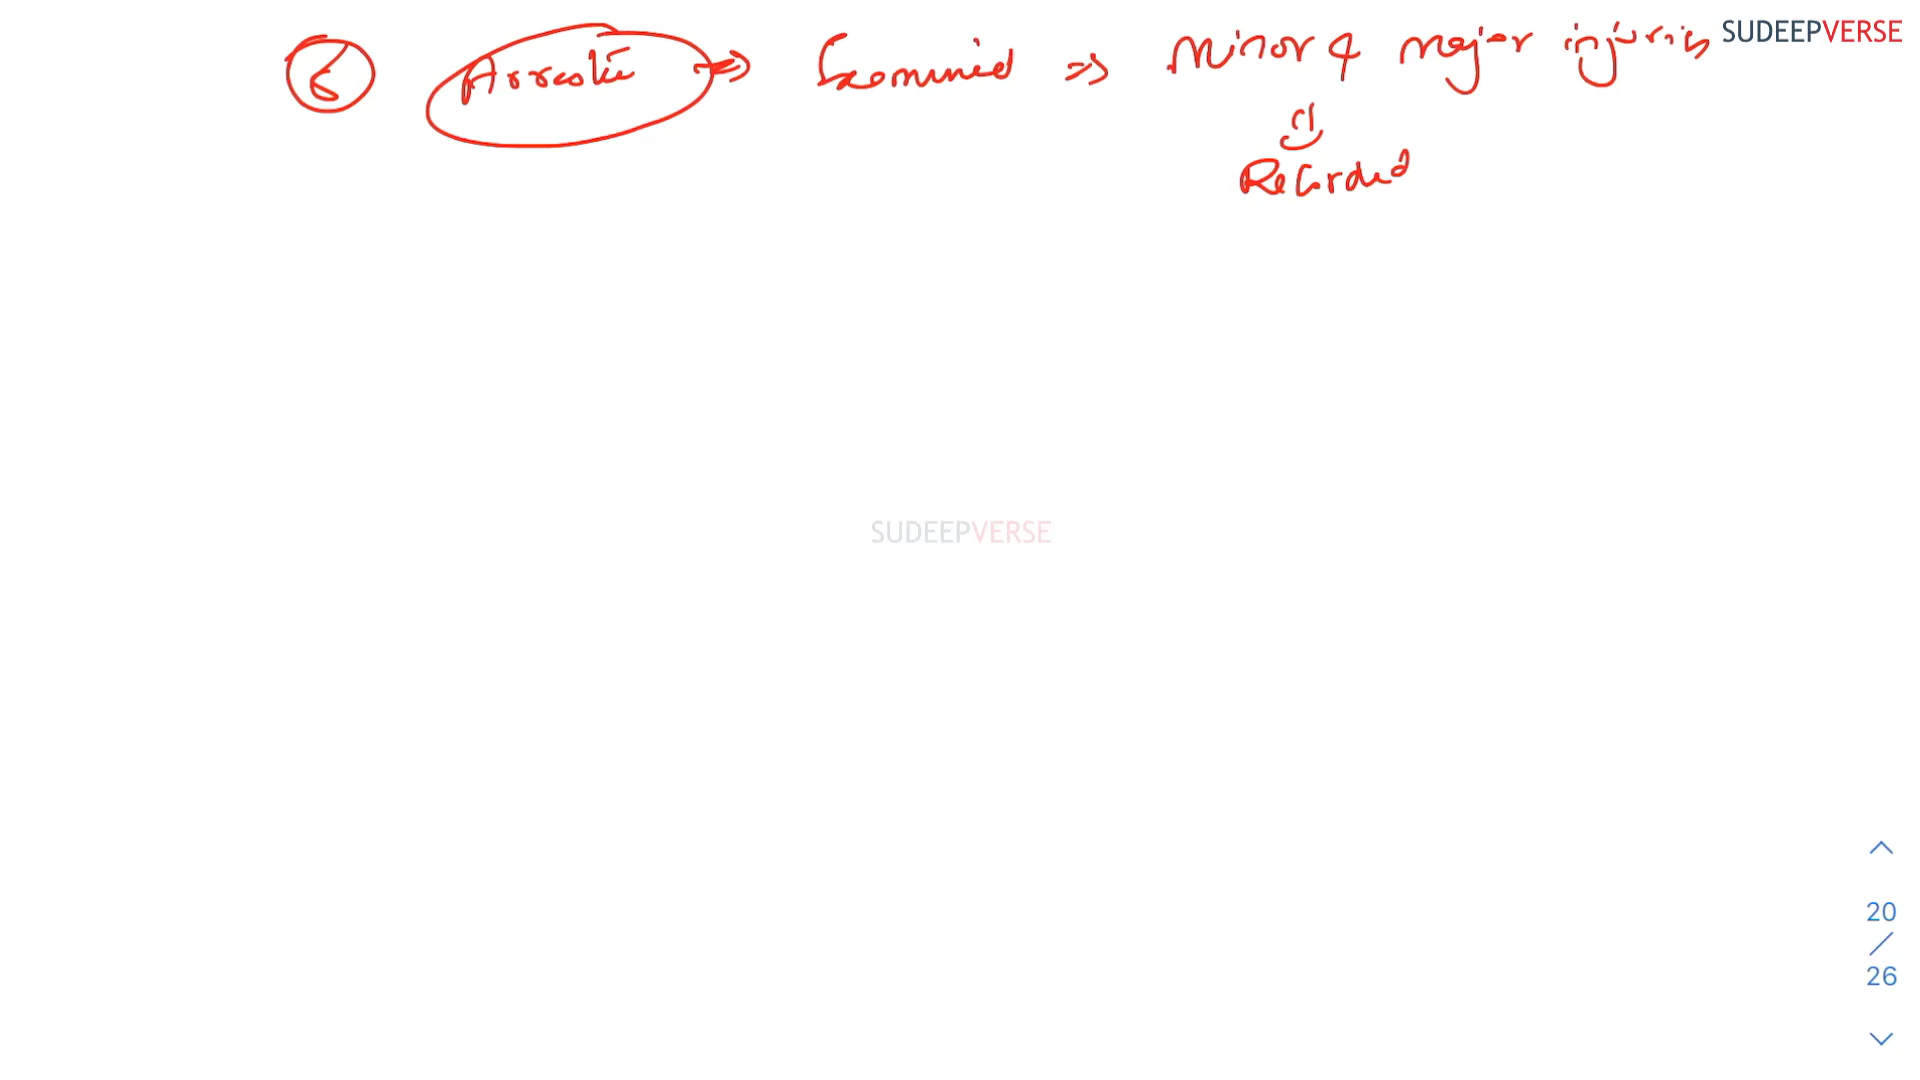 6 Arrestee => Examined => Minor & major injuries SUDEEPVERSE
Recorded
SUDEEPVERSE
20
/
26